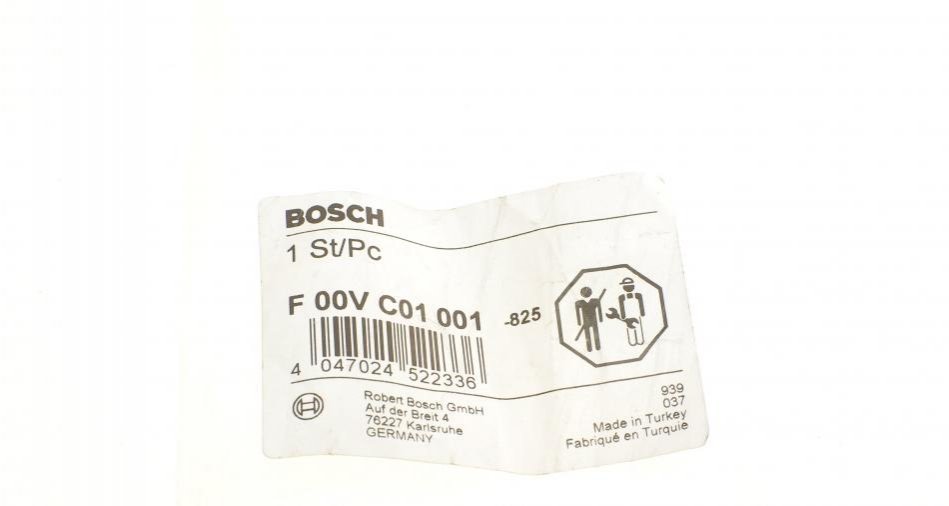 BOSCH
1 St/Pc
F 00V C01 001
-825
4 047024 522336
Robert Bosch GmbH
Auf der Breit 4
76227 Karlsruhe
GERMANY
939
037
Made in Turkey
Fabriqué en Turquie